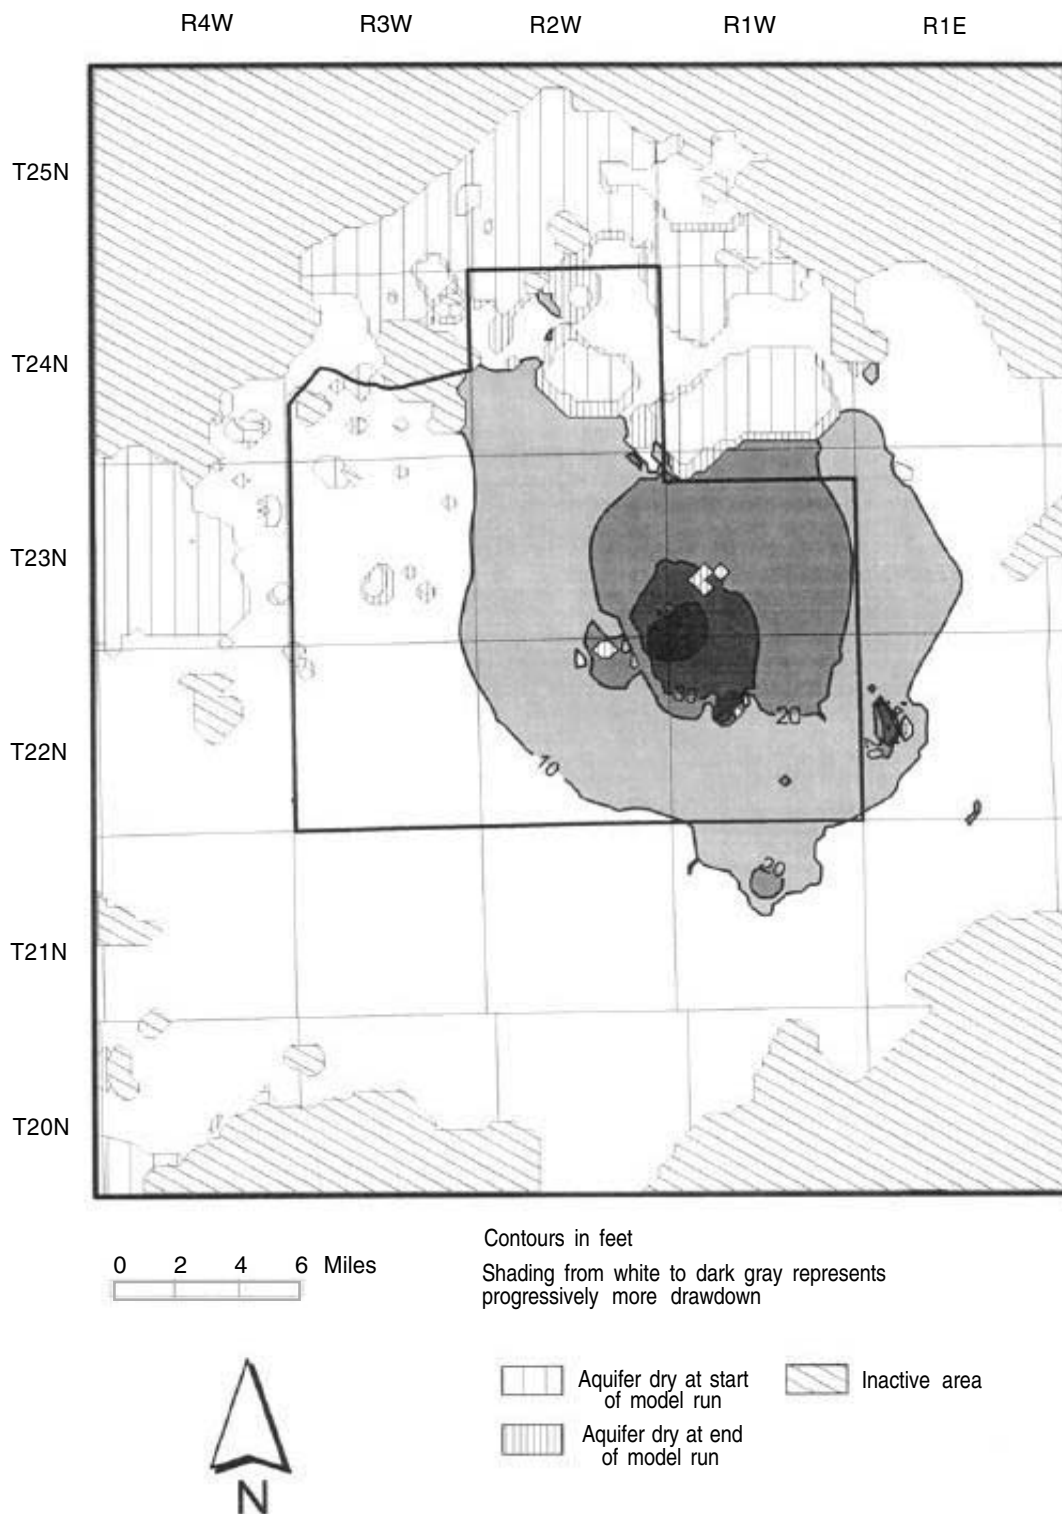 R4W R3W R2W R1W R1E
T25N
T24N
T23N
T22N
T21N
T20N
30
20
10
20
Contours in feet
0 2 4 6 Miles
Shading from white to dark gray represents
progressively more drawdown
Aquifer dry at start
of model run
Inactive area
Aquifer dry at end
of model run
N